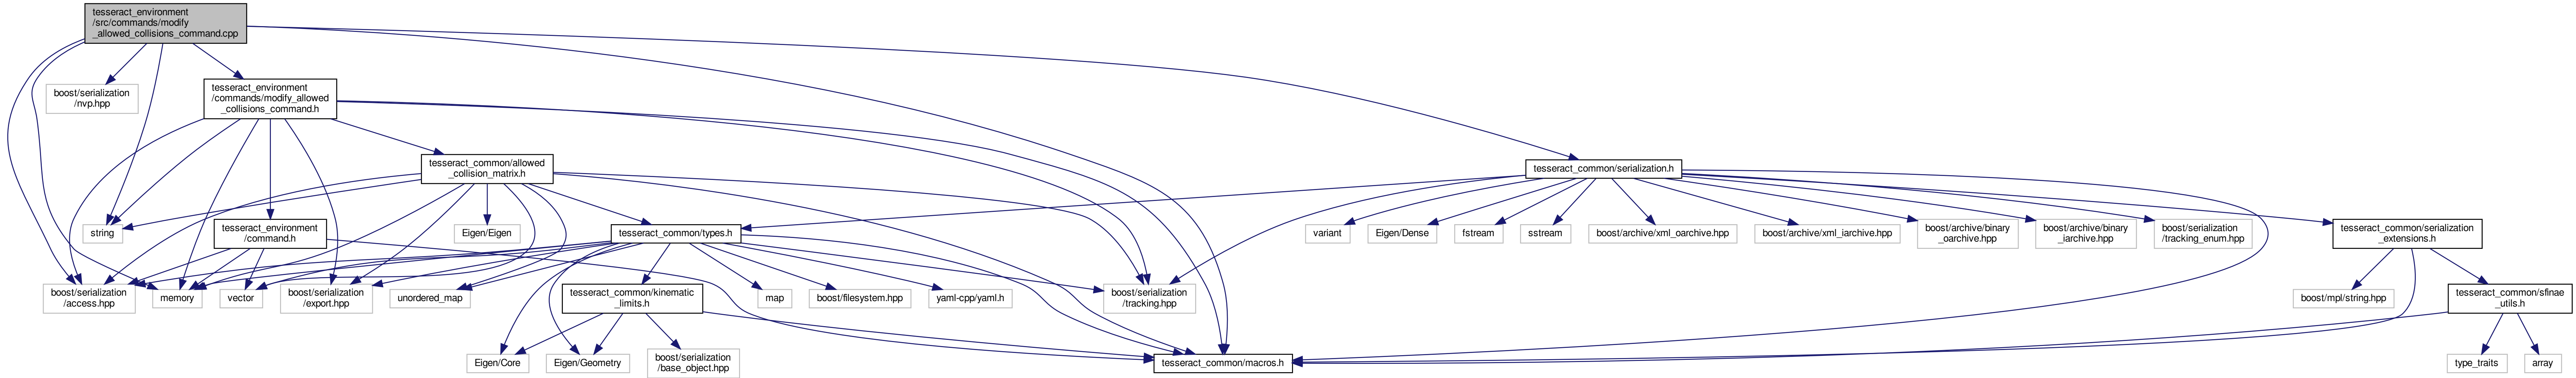 tesseract_environment
/src/commands/modify
_allowed_collisions_command.cpp
boost/serialization
/nvp.hpp
tesseract_environment
/commands/modify_allowed
_collisions_command.h
tesseract_common/allowed
_collision_matrix.h
tesseract_common/serialization.h
string
tesseract_environment
/command.h
Eigen/Eigen
tesseract_common/types.h
variant
Eigen/Dense
fstream
sstream
boost/archive/xml_oarchive.hpp
boost/archive/xml_iarchive.hpp
boost/archive/binary
_oarchive.hpp
boost/archive/binary
_iarchive.hpp
boost/serialization
/tracking_enum.hpp
tesseract_common/serialization
_extensions.h
boost/serialization
/access.hpp
memory
vector
boost/serialization
/export.hpp
unordered_map
tesseract_common/kinematic
_limits.h
map
boost/filesystem.hpp
yaml-cpp/yaml.h
boost/serialization
/tracking.hpp
boost/mpl/string.hpp
tesseract_common/sfinae
_utils.h
Eigen/Core
Eigen/Geometry
boost/serialization
/base_object.hpp
tesseract_common/macros.h
type_traits
array